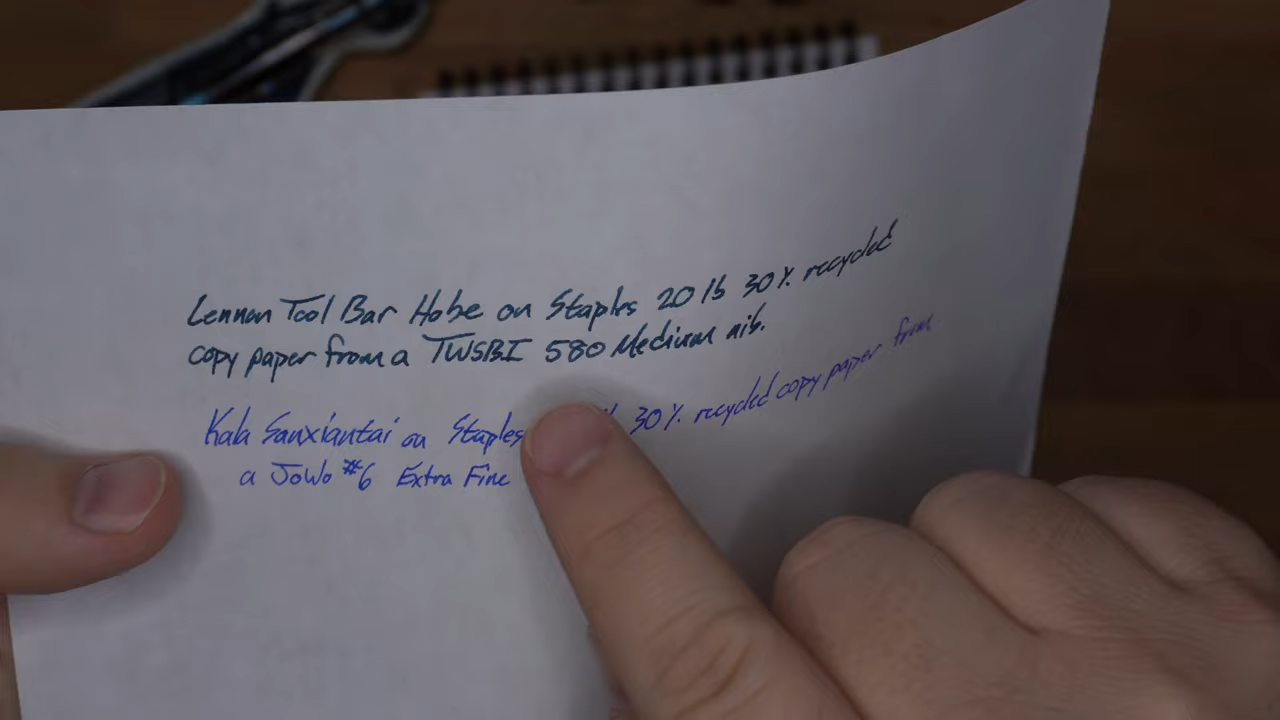 Lennon Tool Bar Hobe on Staples 20 lb 30% recycled
copy paper from a TWSBI 580 Medium nib.
Kala Sanxiantai on Staples 30% recycled copy paper from
a JoWo #6 Extra Fine